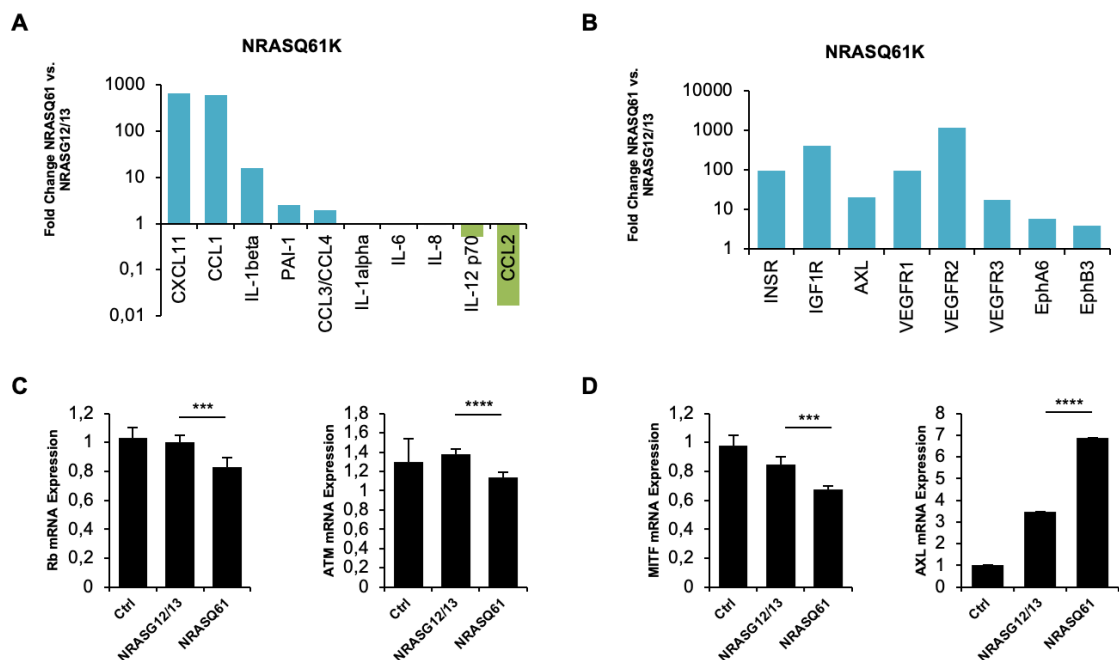 A
NRASQ61K
Fold Change NRASQ61 vs.
NRASG12/13
1000
100
10
1
0,1
0,01
CXCL11
CCL1
IL-1beta
PAI-1
CCL3/CCL4
IL-1alpha
IL-6
IL-8
IL-12 p70
CCL2
B
NRASQ61K
Fold Change NRASQ61 vs.
NRASG12/13
10000
1000
100
10
1
INSR
IGF1R
AXL
VEGFR1
VEGFR2
VEGFR3
EphA6
EphB3
C
Rb mRNA Expression
1,2
1
0,8
0,6
0,4
0,2
0
***
Ctrl
NRASG12/13
NRASQ61
ATM mRNA Expression
1,8
1,6
1,4
1,2
1
0,8
0,6
0,4
0,2
0
****
Ctrl
NRASG12/13
NRASQ61
D
MITF mRNA Expression
1,2
1
0,8
0,6
0,4
0,2
0
***
Ctrl
NRASG12/13
NRASQ61
AXL mRNA Expression
8
7
6
5
4
3
2
1
0
****
Ctrl
NRASG12/13
NRASQ61